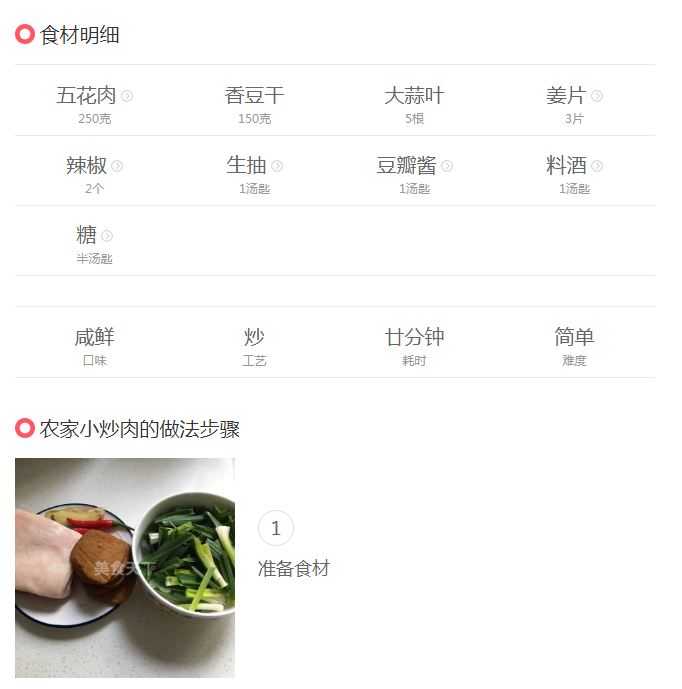 食材明细
五花肉 香豆干 大蒜叶 姜片
250克 150克 5根 3片
辣椒 生抽 豆瓣酱 料酒
2个 1汤匙 1汤匙 1汤匙
糖
半汤匙
咸鲜 炒 廿分钟 简单
口味 工艺 耗时 难度
农家小炒肉的做法步骤
1
准备食材
美食天下